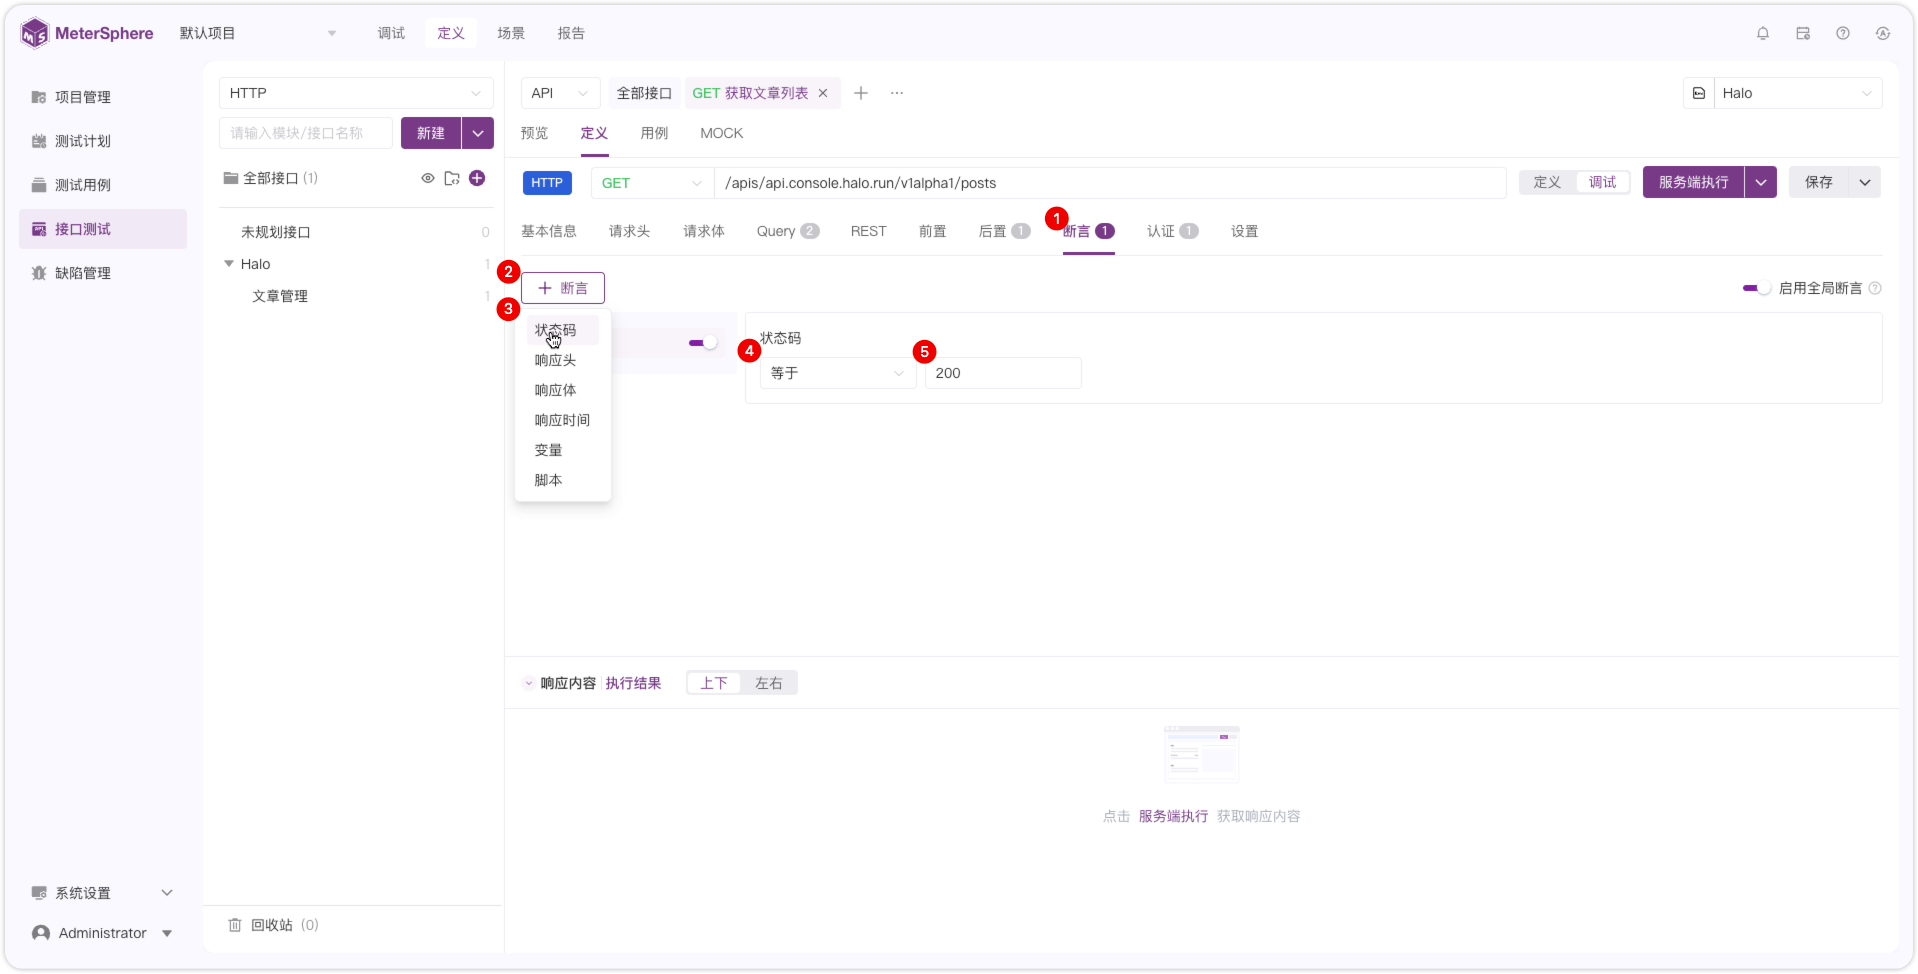 MeterSphere 默认项目 调试 定义 场景 报告
项目管理
测试计划
测试用例
接口测试
缺陷管理
系统设置
Administrator
HTTP
请输入模块/接口名称 新建
全部接口 (1)
未规划接口 0
Halo 1
文章管理 1
回收站 (0)
API 全部接口 GET 获取文章列表 Halo
预览 定义 用例 MOCK
HTTP GET /apis/api.console.halo.run/v1alpha1/posts 定义 调试 服务端执行 保存
1
基本信息 请求头 请求体 Query 2 REST 前置 后置 1 断言 1 认证 1 设置
2
断言 启用全局断言
3
状态码
响应头
响应体
响应时间
变量
脚本
状态码
4 5
等于 200
响应内容 执行结果 上下 左右
点击 服务端执行 获取响应内容